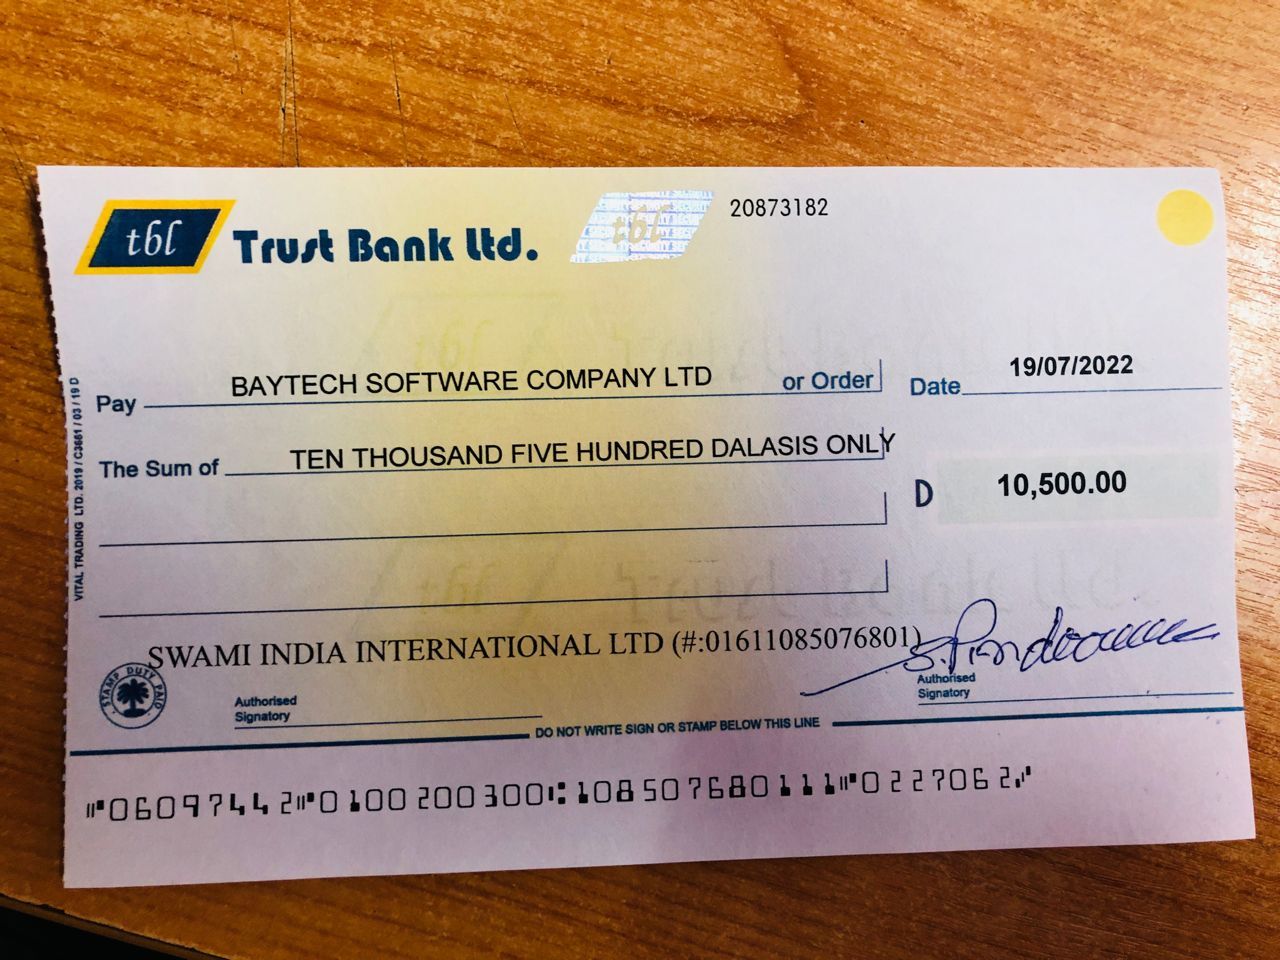 tbl Trust Bank Ltd. tbl 20873182
Pay BAYTECH SOFTWARE COMPANY LTD or Order Date 19/07/2022
The Sum of TEN THOUSAND FIVE HUNDRED DALASIS ONLY
D 10,500.00
SWAMI INDIA INTERNATIONAL LTD (#:01611085076801)
STAMP DUTY PAID
Authorised
Signatory
Authorised
Signatory
DO NOT WRITE SIGN OR STAMP BELOW THIS LINE
⑈06097442⑈0100200300⑆108507680111⑈0227062⑇
VITAL TRADING LTD. 2019 / C3661 / 03 / 19 D